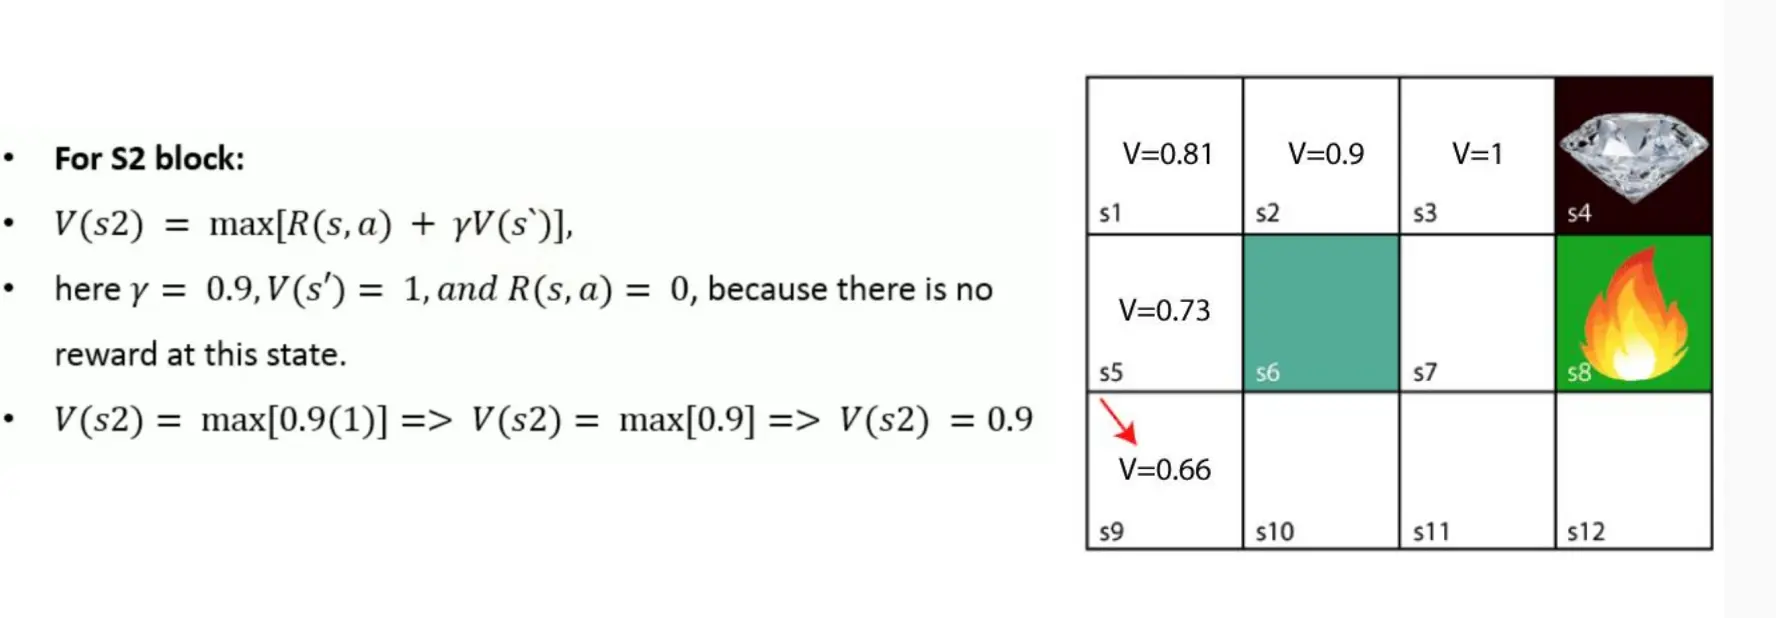 • For S2 block:
• V(s2) = max[R(s, a) + γV(s`)],
• here γ = 0.9, V(s′) = 1, and R(s, a) = 0, because there is no
reward at this state.
• V(s2) = max[0.9(1)] => V(s2) = max[0.9] => V(s2) = 0.9
V=0.81 V=0.9 V=1
s1 s2 s3 s4
V=0.73
s5 s6 s7 s8
V=0.66
s9 s10 s11 s12